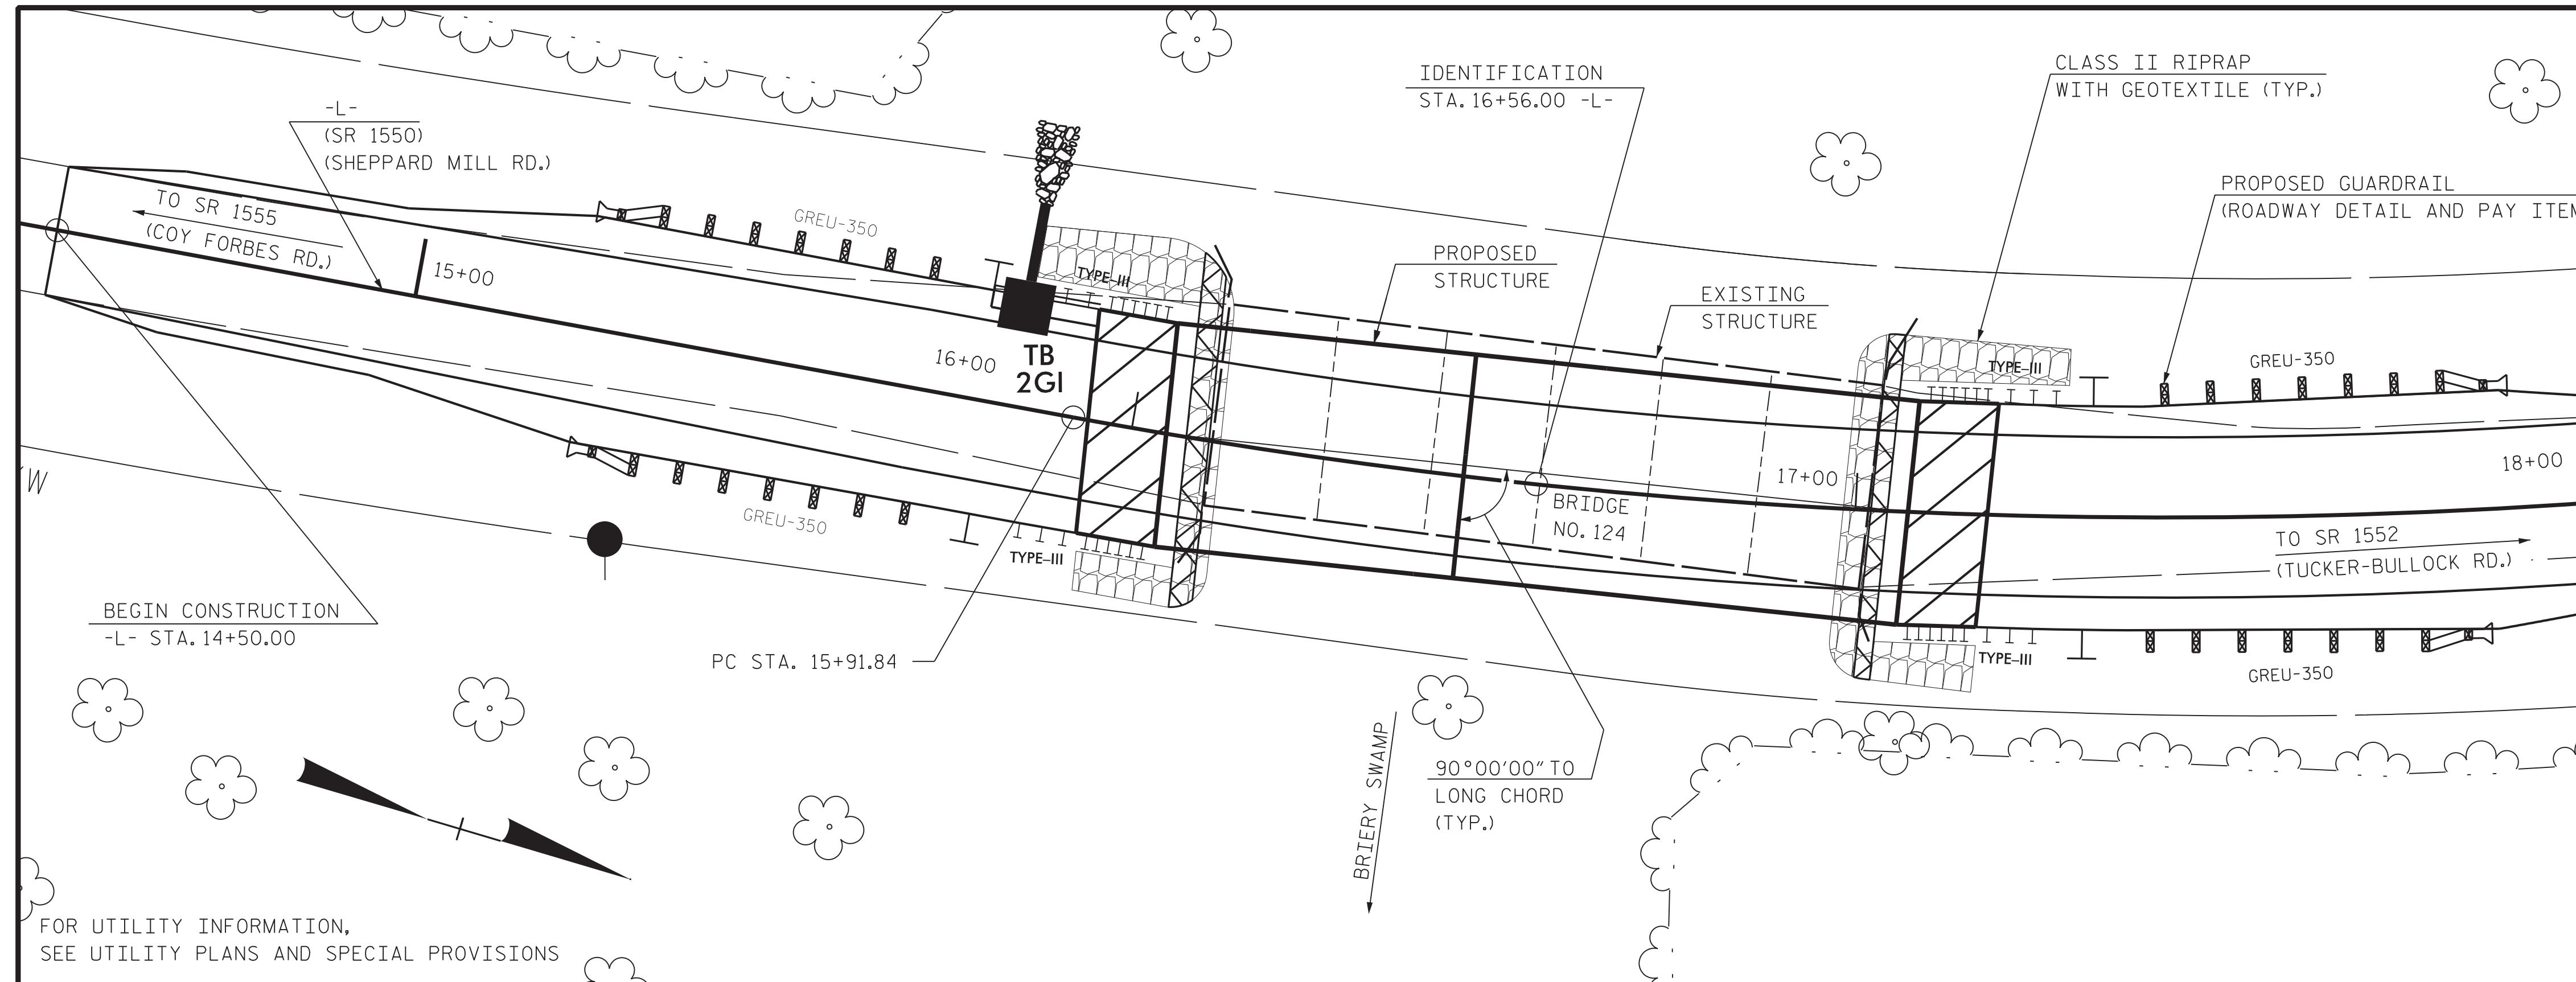 -L-
(SR 1550)
(SHEPPARD MILL RD.)
IDENTIFICATION
STA. 16+56.00 -L-
CLASS II RIPRAP
WITH GEOTEXTILE (TYP.)
PROPOSED GUARDRAIL
(ROADWAY DETAIL AND PAY ITEM
TO SR 1555
(COY FORBES RD.)
15+00
GREU-350
TYPE-III
16+00
TB
2GI
PROPOSED
STRUCTURE
EXISTING
STRUCTURE
TYPE-III
GREU-350
17+00
18+00
BRIDGE
NO. 124
W
GREU-350
TYPE-III
TO SR 1552
(TUCKER-BULLOCK RD.)
TYPE-III
GREU-350
BEGIN CONSTRUCTION
-L- STA. 14+50.00
PC STA. 15+91.84
BRIERY SWAMP
90°00'00" TO
LONG CHORD
(TYP.)
FOR UTILITY INFORMATION,
SEE UTILITY PLANS AND SPECIAL PROVISIONS